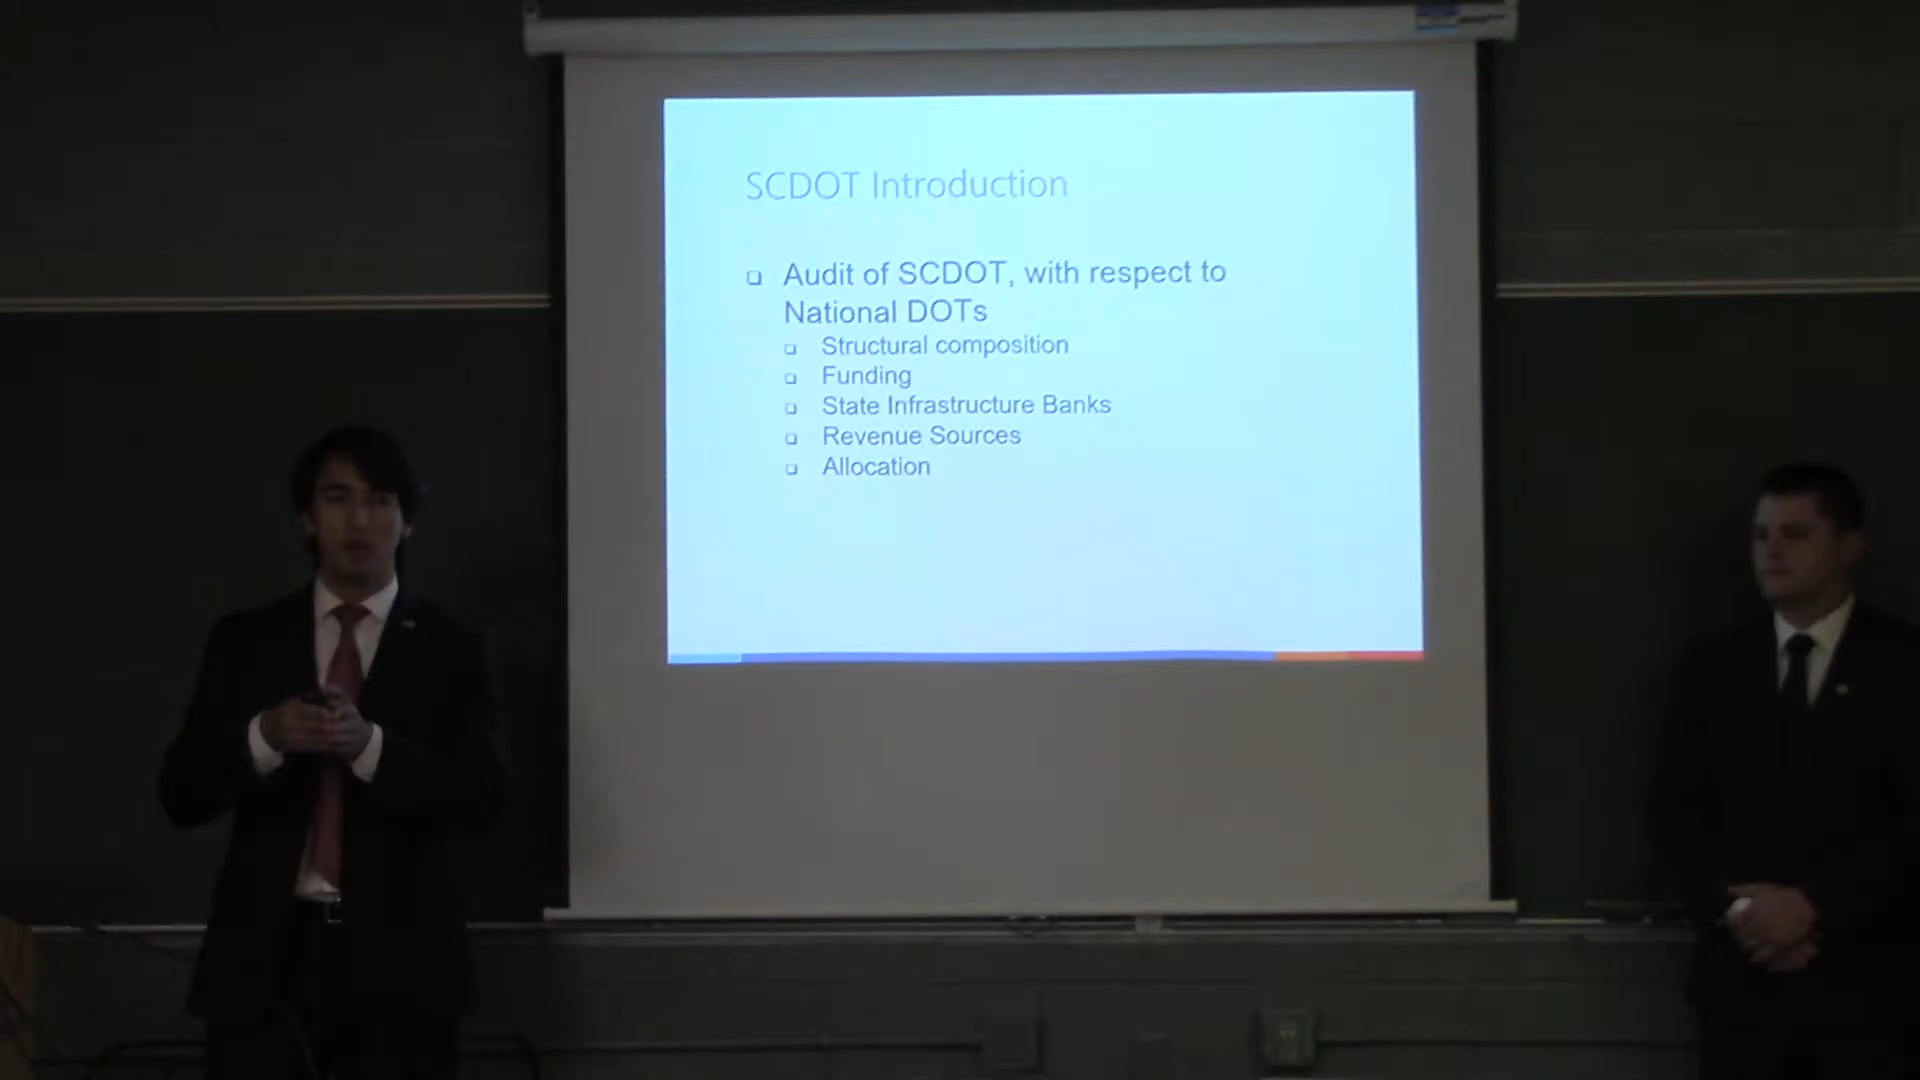 SCDOT Introduction
Audit of SCDOT, with respect to
National DOTs
Structural composition
Funding
State Infrastructure Banks
Revenue Sources
Allocation